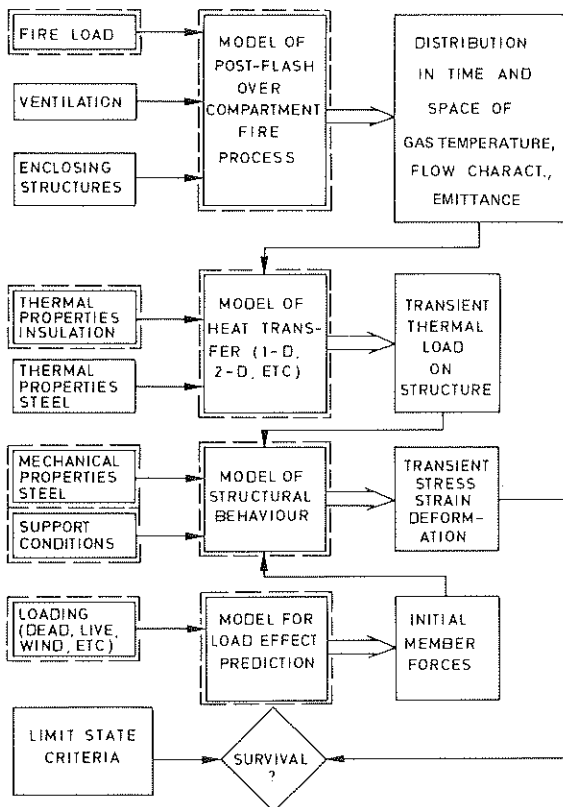 FIRE LOAD
VENTILATION
ENCLOSING
STRUCTURES
MODEL OF
POST-FLASH
OVER
COMPARTMENT
FIRE
PROCESS
DISTRIBUTION
IN TIME AND
SPACE OF
GAS TEMPERATURE,
FLOW CHARACT.,
EMITTANCE
THERMAL
PROPERTIES
INSULATION
THERMAL
PROPERTIES
STEEL
MODEL OF
HEAT TRANS-
FER (1-D,
2-D, ETC)
TRANSIENT
THERMAL
LOAD
ON
STRUCTURE
MECHANICAL
PROPERTIES
STEEL
SUPPORT
CONDITIONS
MODEL OF
STRUCTURAL
BEHAVIOUR
TRANSIENT
STRESS
STRAIN
DEFORM-
ATION
LOADING
(DEAD, LIVE,
WIND, ETC)
MODEL FOR
LOAD EFFECT
PREDICTION
INITIAL
MEMBER
FORCES
LIMIT STATE
CRITERIA
SURVIVAL
?